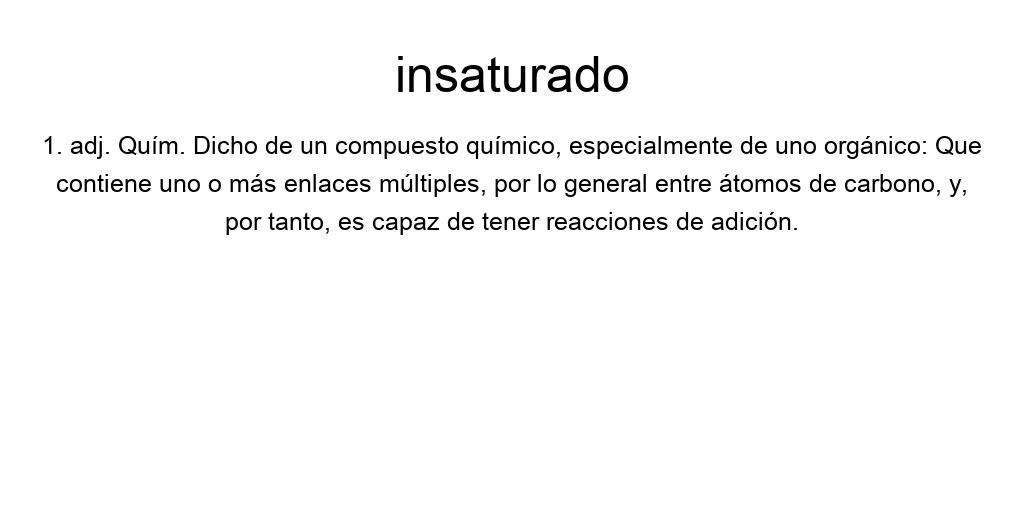 insaturado
1. adj. Quím. Dicho de un compuesto químico, especialmente de uno orgánico: Que
contiene uno o más enlaces múltiples, por lo general entre átomos de carbono, y,
por tanto, es capaz de tener reacciones de adición.